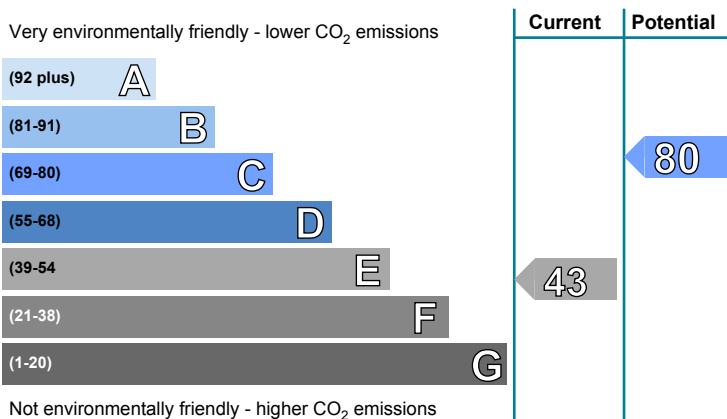 Current Potential
Very environmentally friendly - lower CO2 emissions
(92 plus) A
(81-91) B
80
(69-80) C
(55-68) D
(39-54 E
43
(21-38) F
(1-20) G
Not environmentally friendly - higher CO2 emissions